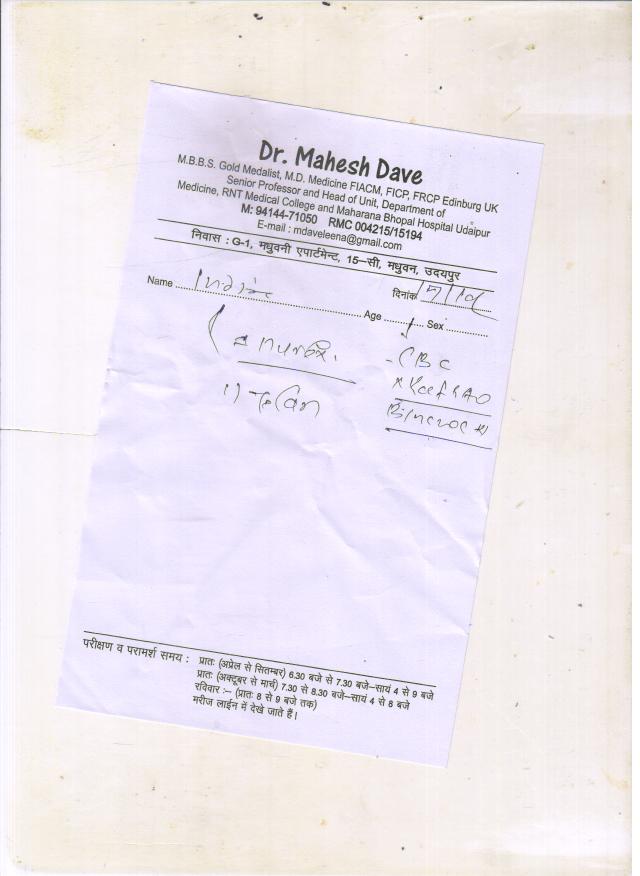 Dr. Mahesh Dave
M.B.B.S. Gold Medalist, M.D. Medicine FIACM, FICP, FRCP Edinburg UK
Senior Professor and Head of Unit, Department of
Medicine, RNT Medical College and Maharana Bhopal Hospital Udaipur
M: 94144-71050 RMC 004215/15194
E-mail : mdaveleena@gmail.com
निवास : G-1, मधुवनी एपार्टमेन्ट, 15–सी, मधुवन, उदयपुर
दिनांक
Name
Age Sex
- CBC
परीक्षण व परामर्श समय : प्रातः (अप्रेल से सितम्बर) 6.30 बजे से 7.30 बजे–सायं 4 से 9 बजे
प्रातः (अक्टूबर से मार्च) 7.30 से 8.30 बजे–सायं 4 से 8 बजे
रविवार :– (प्रातः 8 से 9 बजे तक)
मरीज लाईन में देखे जाते हैं।